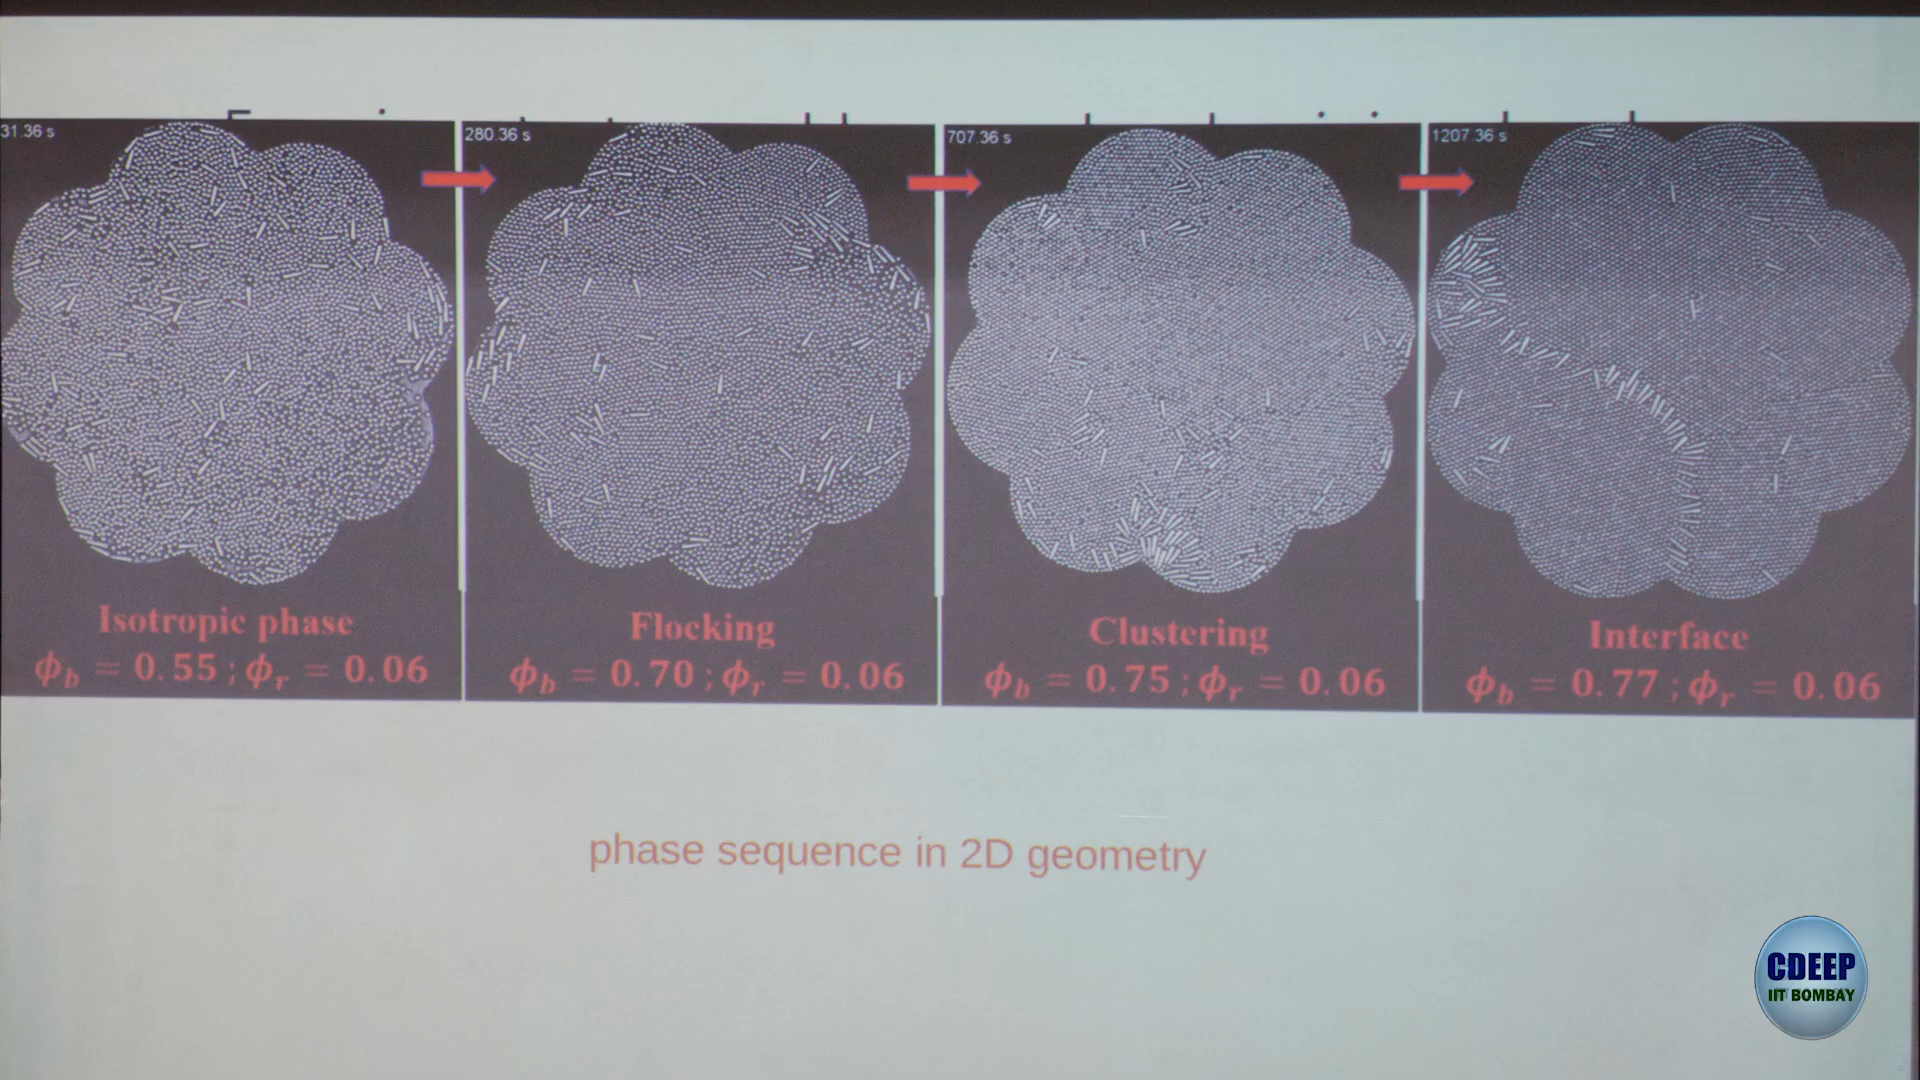 31.36 s
280.36 s
707.36 s
1207.36 s
Isotropic phase
ϕb = 0.55 ; ϕr = 0.06
Flocking
ϕb = 0.70 ; ϕr = 0.06
Clustering
ϕb = 0.75 ; ϕr = 0.06
Interface
ϕb = 0.77 ; ϕr = 0.06
phase sequence in 2D geometry
CDEEP
IIT BOMBAY